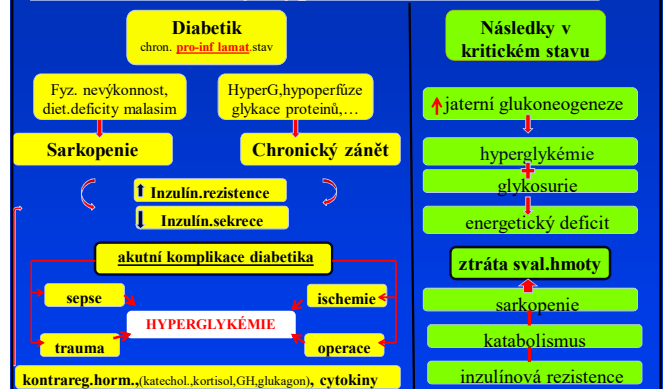 Diabetik
chron. pro-inf lamat.stav
Fyz. nevýkonnost,
diet.deficity malasim
HyperG,hypoperfúze
glykace proteinů,…
Sarkopenie
Chronický zánět
Inzulín.rezistence
Inzulín.sekrece
akutní komplikace diabetika
sepse
ischemie
HYPERGLYKÉMIE
trauma
operace
kontrareg.horm.,(katechol.,kortisol,GH,glukagon), cytokiny
Následky v
kritickém stavu
jaterní glukoneogeneze
hyperglykémie
glykosurie
energetický deficit
ztráta sval.hmoty
sarkopenie
katabolismus
inzulínová rezistence